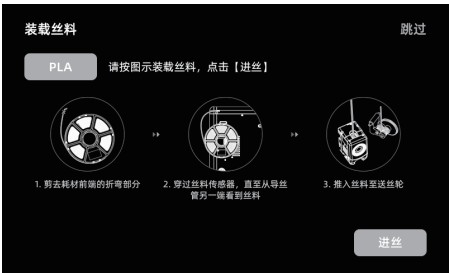 装载丝料
跳过
PLA
请按图示装载丝料，点击【进丝】
1. 剪去耗材前端的折弯部分
2. 穿过丝料传感器，直至从导丝
管另一端看到丝料
3. 推入丝料至送丝轮
进丝